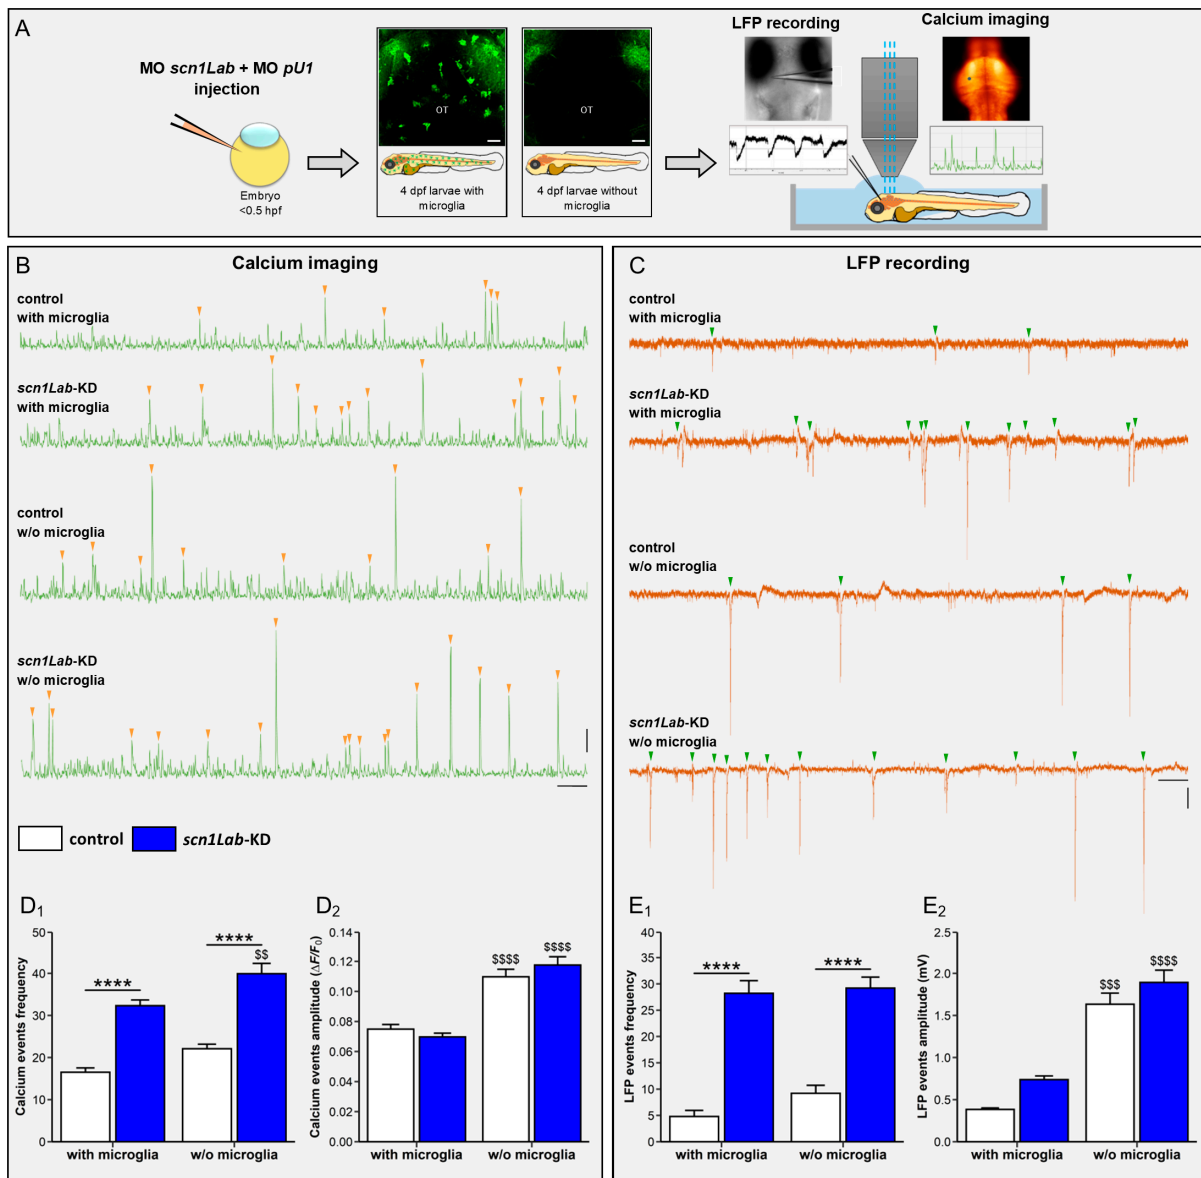 A
MO scn1Lab + MO pU1
injection
Embryo
<0.5 hpf
OT
OT
4 dpf larvae with
microglia
4 dpf larvae without
microglia
LFP recording
Calcium imaging
B
Calcium imaging
control
with microglia
scn1Lab-KD
with microglia
control
w/o microglia
scn1Lab-KD
w/o microglia
control
scn1Lab-KD
C
LFP recording
control
with microglia
scn1Lab-KD
with microglia
control
w/o microglia
scn1Lab-KD
w/o microglia
D1
Calcium events frequency
50
40
30
20
10
0
****
****
$$
with microglia
w/o microglia
D2
Calcium events amplitude (ΔF/F0)
0.14
0.12
0.10
0.08
0.06
0.04
0.02
0.00
$$$$
$$$$
with microglia
w/o microglia
E1
LFP events frequency
40
35
30
25
20
15
10
5
0
****
****
with microglia
w/o microglia
E2
LFP events amplitude (mV)
2.5
2.0
1.5
1.0
0.5
0.0
$$$
$$$$
with microglia
w/o microglia